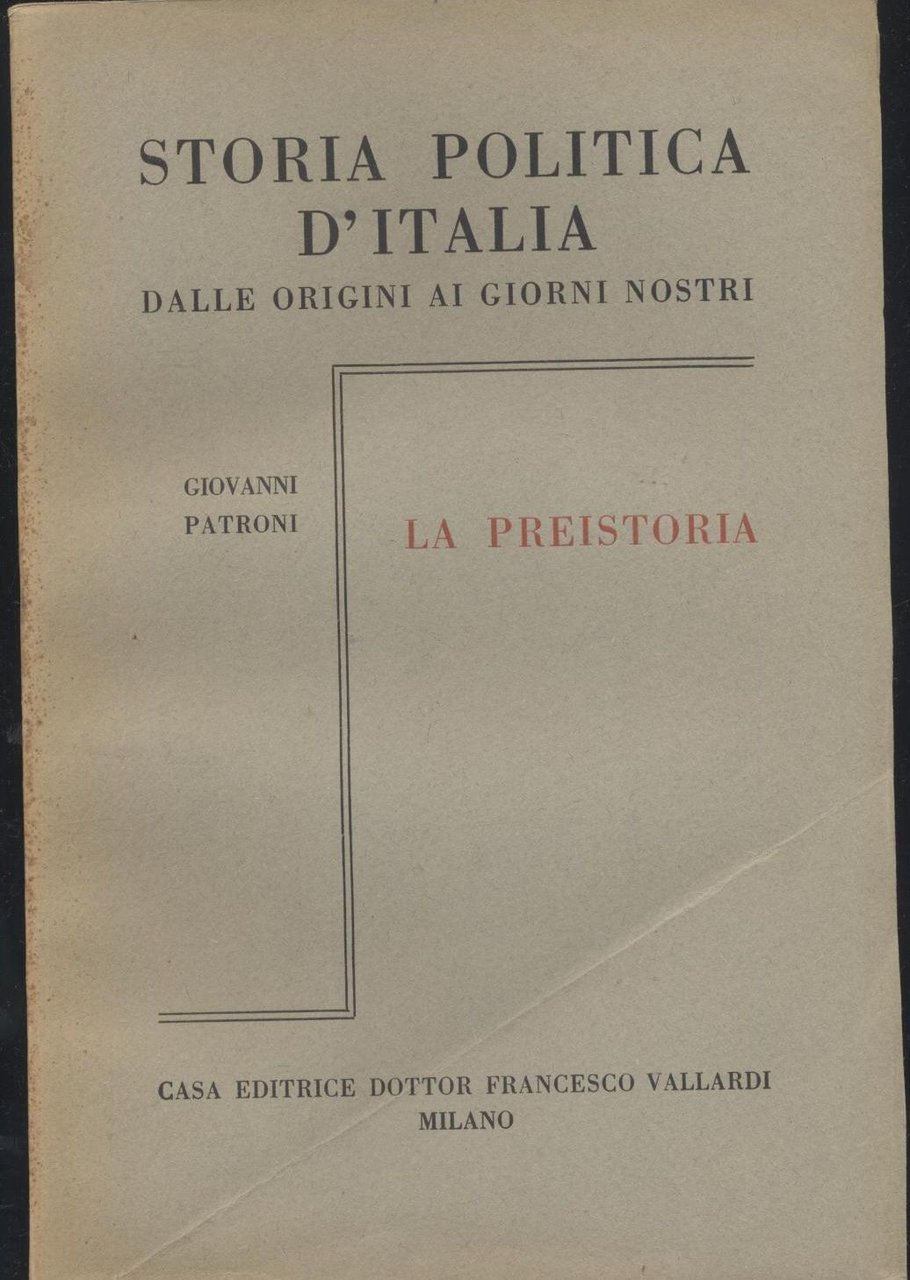 STORIA POLITICA
D'ITALIA
DALLE ORIGINI AI GIORNI NOSTRI
GIOVANNI
PATRONI
LA PREISTORIA
CASA EDITRICE DOTTOR FRANCESCO VALLARDI
MILANO